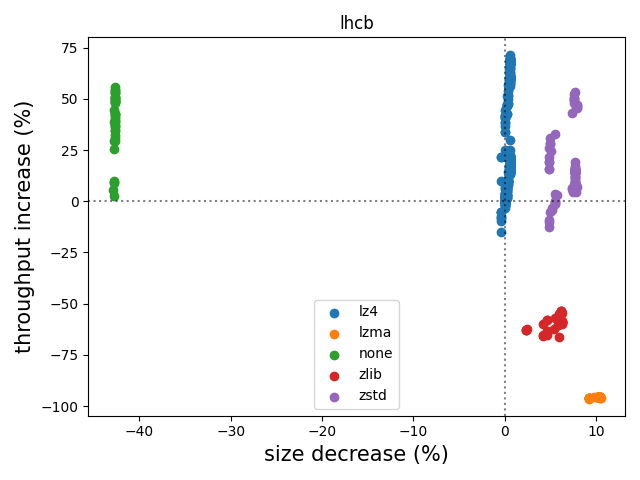 lhcb
throughput increase (%)
75
50
25
0
−25
−50
−75
−100
lz4
lzma
none
zlib
zstd
−40
−30
−20
−10
0
10
size decrease (%)